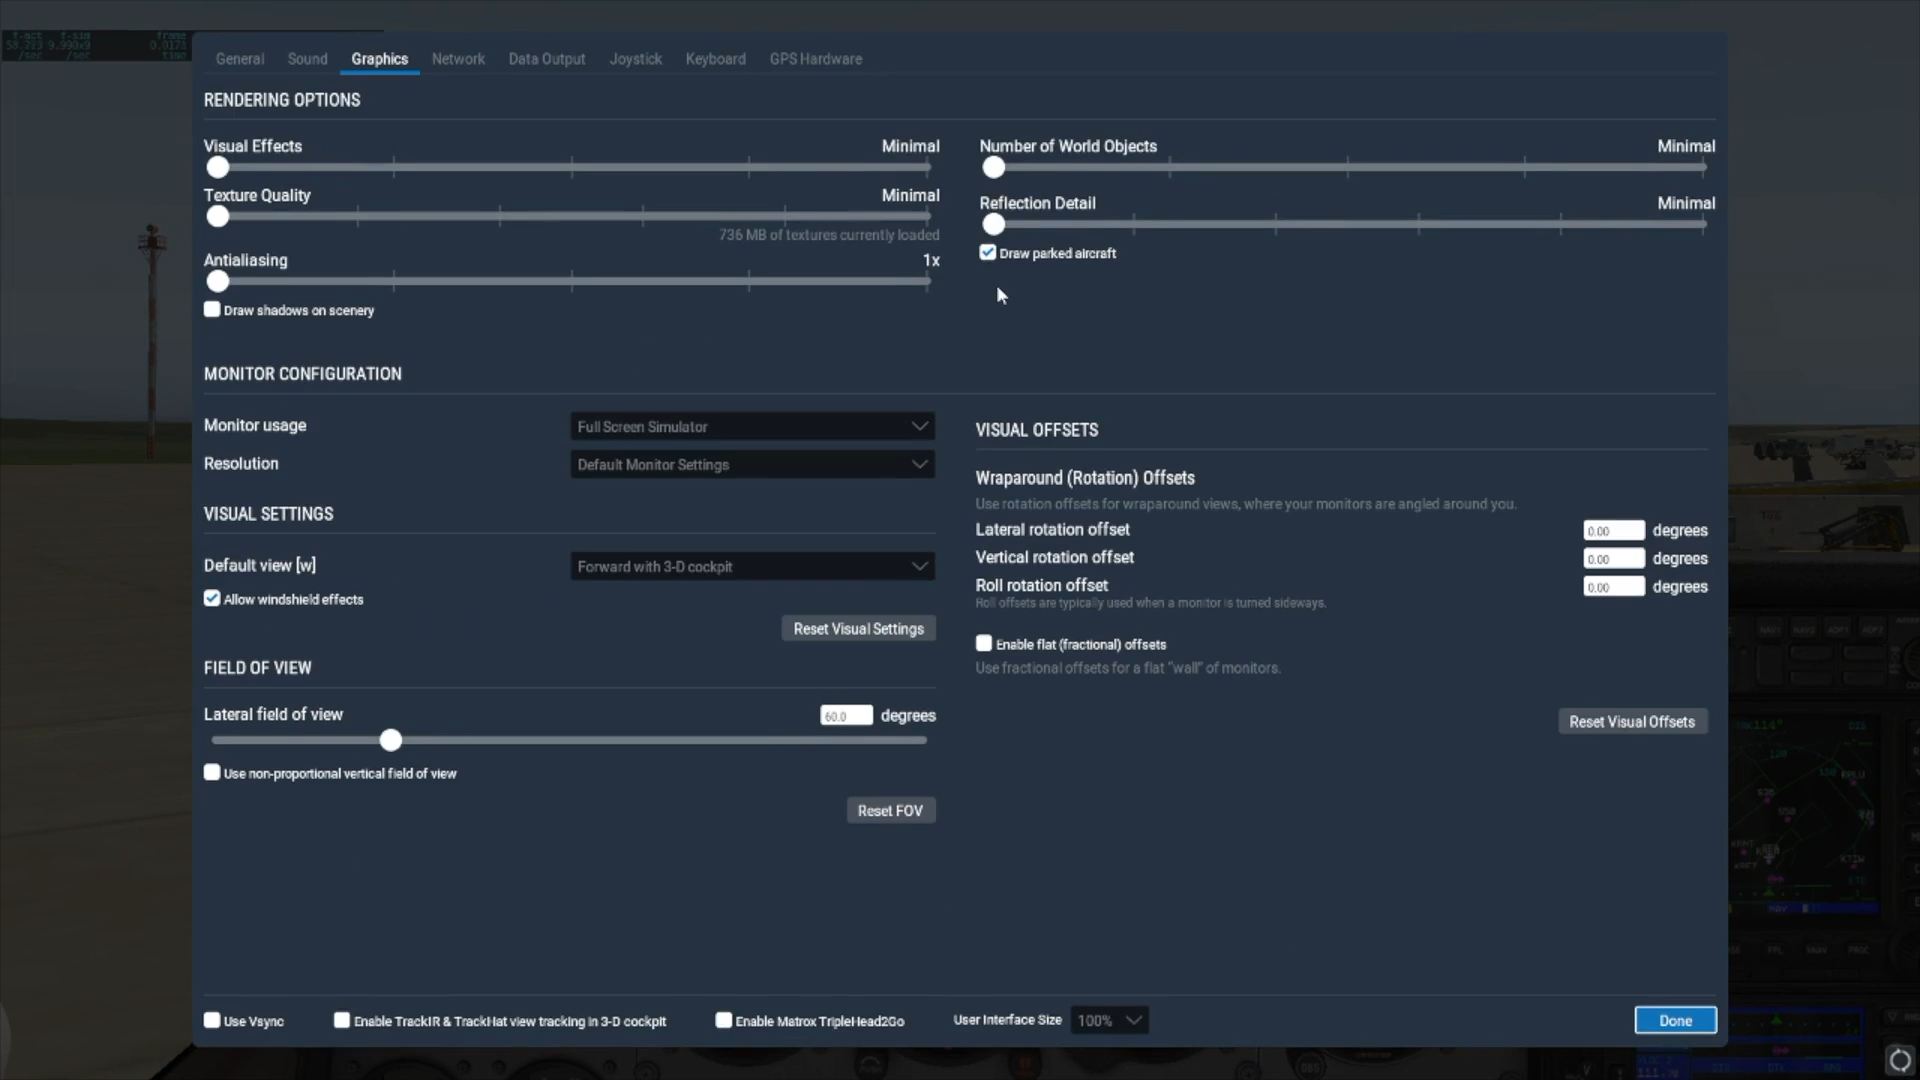 f-act f-sim frame
/sec /sec time
General Sound Graphics Network Data Output Joystick Keyboard GPS Hardware
RENDERING OPTIONS
Visual Effects Minimal
Texture Quality Minimal
736 MB of textures currently loaded
Antialiasing 1x
Draw shadows on scenery
Number of World Objects Minimal
Reflection Detail Minimal
Draw parked aircraft
MONITOR CONFIGURATION
Monitor usage Full Screen Simulator
Resolution Default Monitor Settings
VISUAL SETTINGS
Default view [w] Forward with 3-D cockpit
Allow windshield effects
Reset Visual Settings
FIELD OF VIEW
Lateral field of view 60.0 degrees
Use non-proportional vertical field of view
Reset FOV
VISUAL OFFSETS
Wraparound (Rotation) Offsets
Use rotation offsets for wraparound views, where your monitors are angled around you.
Lateral rotation offset 0.00 degrees
Vertical rotation offset 0.00 degrees
Roll rotation offset 0.00 degrees
Roll offsets are typically used when a monitor is turned sideways.
Enable flat (fractional) offsets
Use fractional offsets for a flat "wall" of monitors.
Reset Visual Offsets
Use Vsync Enable TrackIR & TrackHat view tracking in 3-D cockpit Enable Matrox TripleHead2Go User Interface Size 100% Done